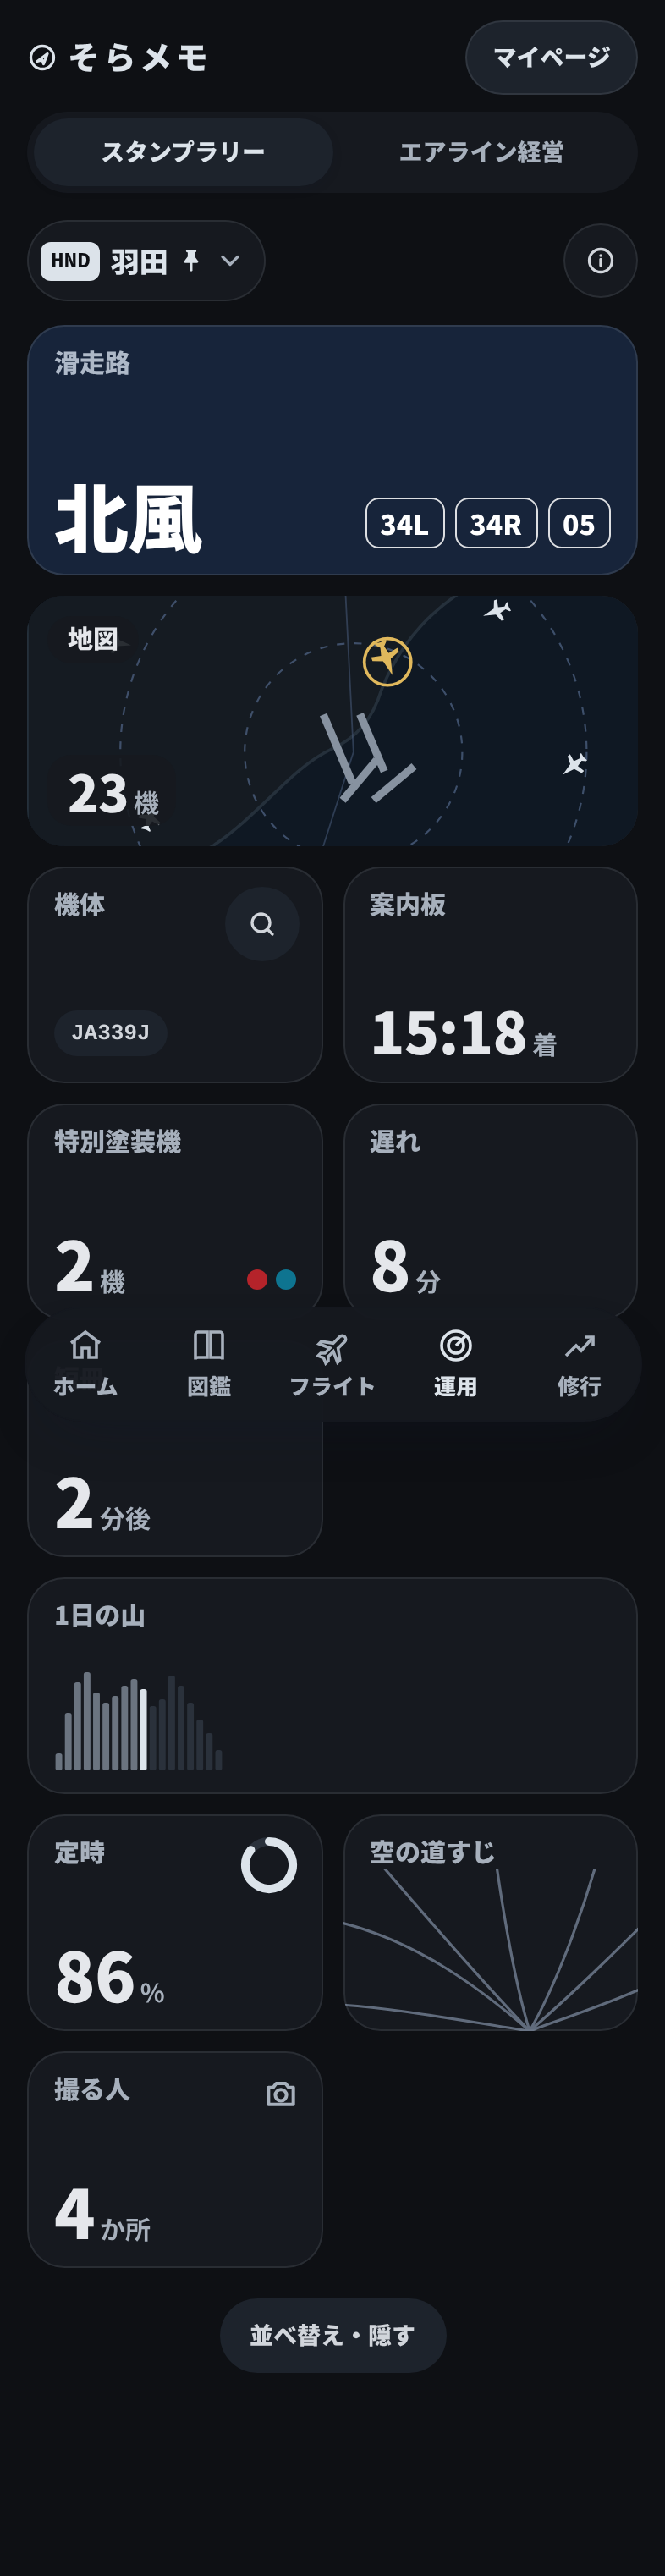 そらメモ
マイページ
スタンプラリー
エアライン経営
HND 羽田
滑走路
北風
34L 34R 05
地図
23機
機体
JA339J
案内板
15:18着
特別塗装機
2機
遅れ
8分
ホーム
図鑑
フライト
運用
修行
2分後
1日の山
定時
86%
空の道すじ
撮る人
4か所
並べ替え・隠す